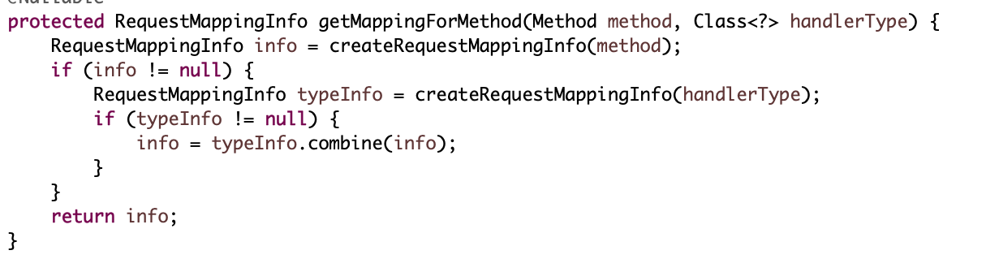 protected RequestMappingInfo getMappingForMethod(Method method, Class<?> handlerType) {
    RequestMappingInfo info = createRequestMappingInfo(method);
    if (info != null) {
        RequestMappingInfo typeInfo = createRequestMappingInfo(handlerType);
        if (typeInfo != null) {
            info = typeInfo.combine(info);
        }
    }
    return info;
}